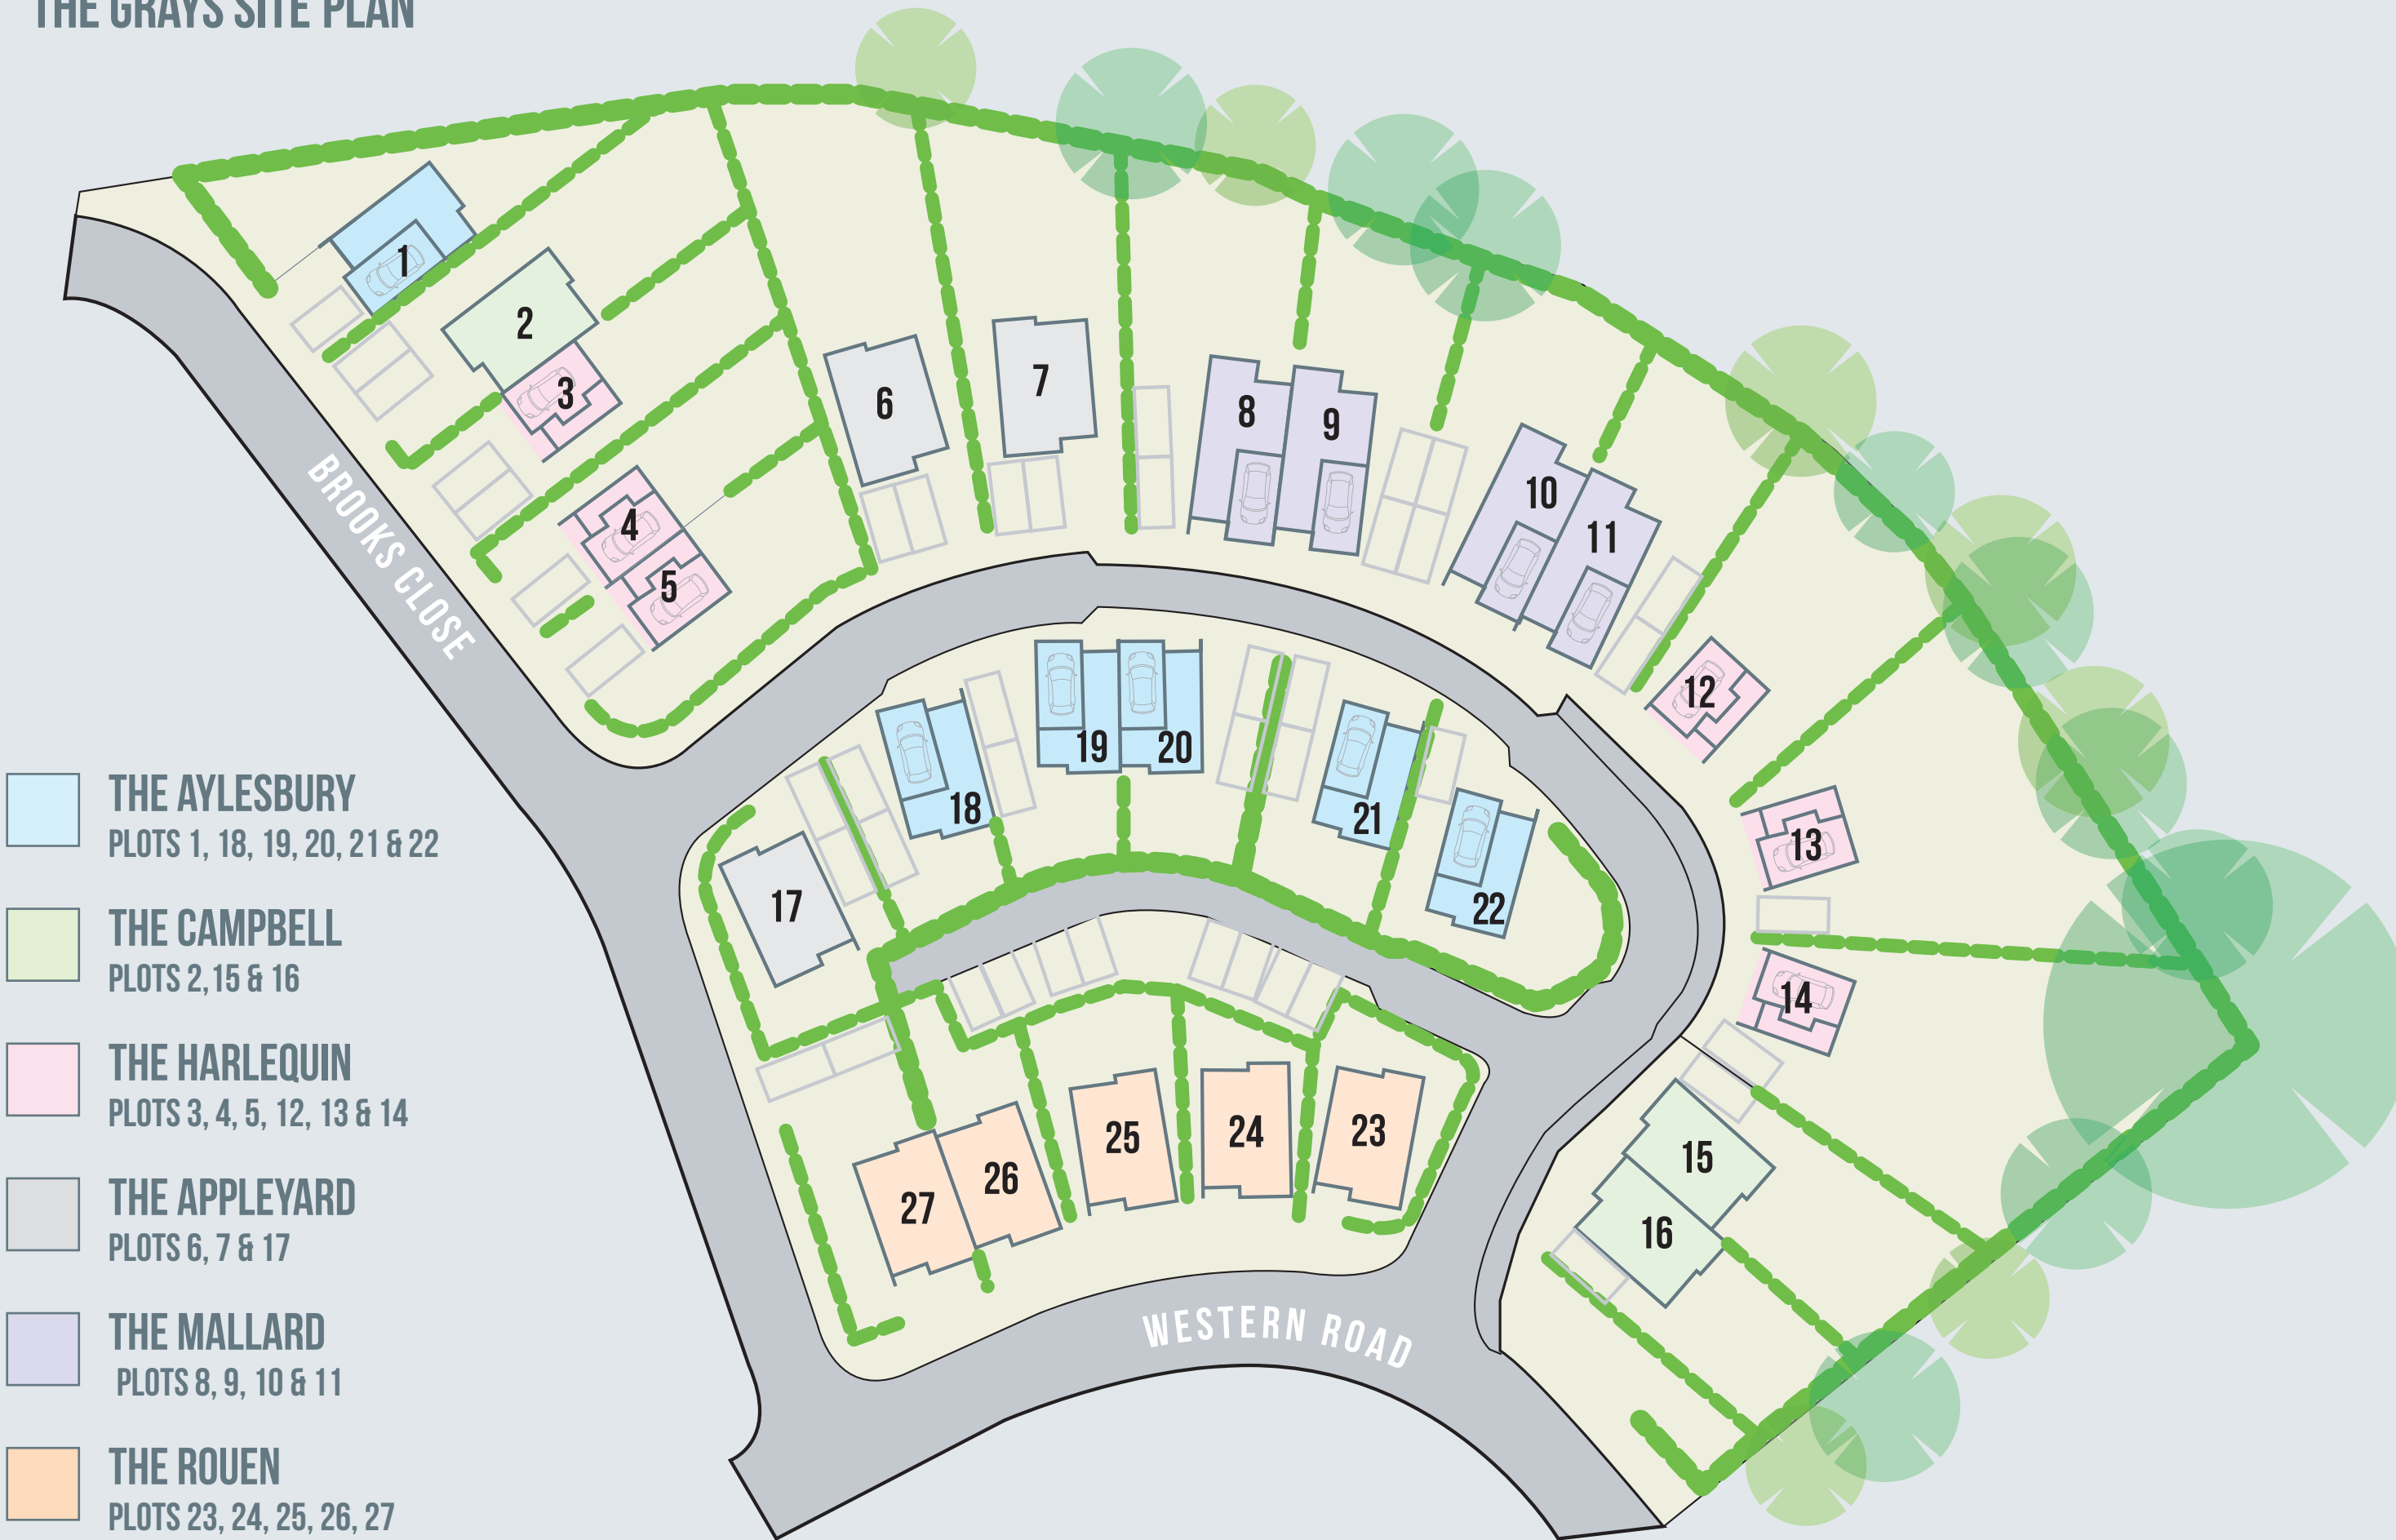 THE GRAYS SITE PLAN
1
2
3
4
5
6
7
8
9
10
11
12
13
14
15
16
17
18
19
20
21
22
23
24
25
26
27
BROOKS CLOSE
WESTERN ROAD
THE AYLESBURY
PLOTS 1, 18, 19, 20, 21 & 22
THE CAMPBELL
PLOTS 2,15 & 16
THE HARLEQUIN
PLOTS 3, 4, 5, 12, 13 & 14
THE APPLEYARD
PLOTS 6, 7 & 17
THE MALLARD
PLOTS 8, 9, 10 & 11
THE ROUEN
PLOTS 23, 24, 25, 26, 27